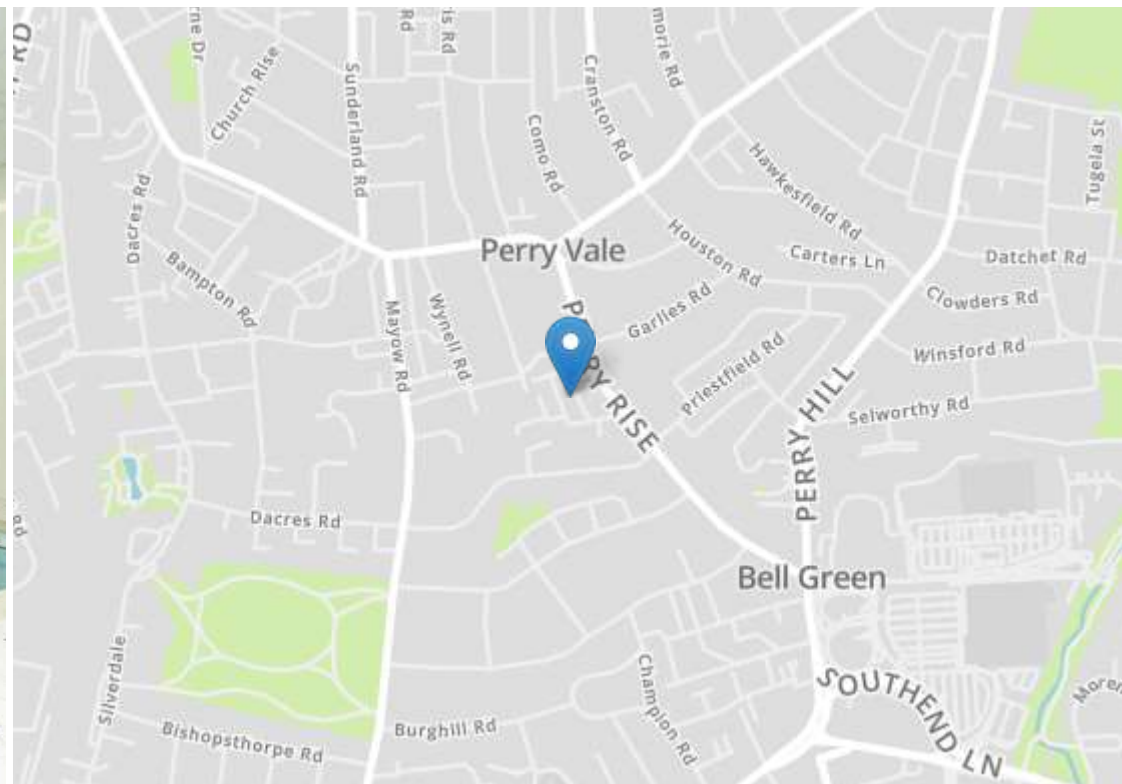 Church Rise
Sunderland Rd
Cranston Rd
Como Rd
Tugela St
Dacres Rd
Hawkesfield Rd
Perry Vale
Houston Rd
Carters Ln
Datchet Rd
Bampton Rd
Clowders Rd
Mayow Rd
Wynell Rd
Garlies Rd
Winsford Rd
Priestfield Rd
RISE
PERRY HILL
Selworthy Rd
Dacres Rd
Bell Green
Silverdale
Champion Rd
SOUTHEND LN
Burghill Rd
Bishopsthorpe Rd